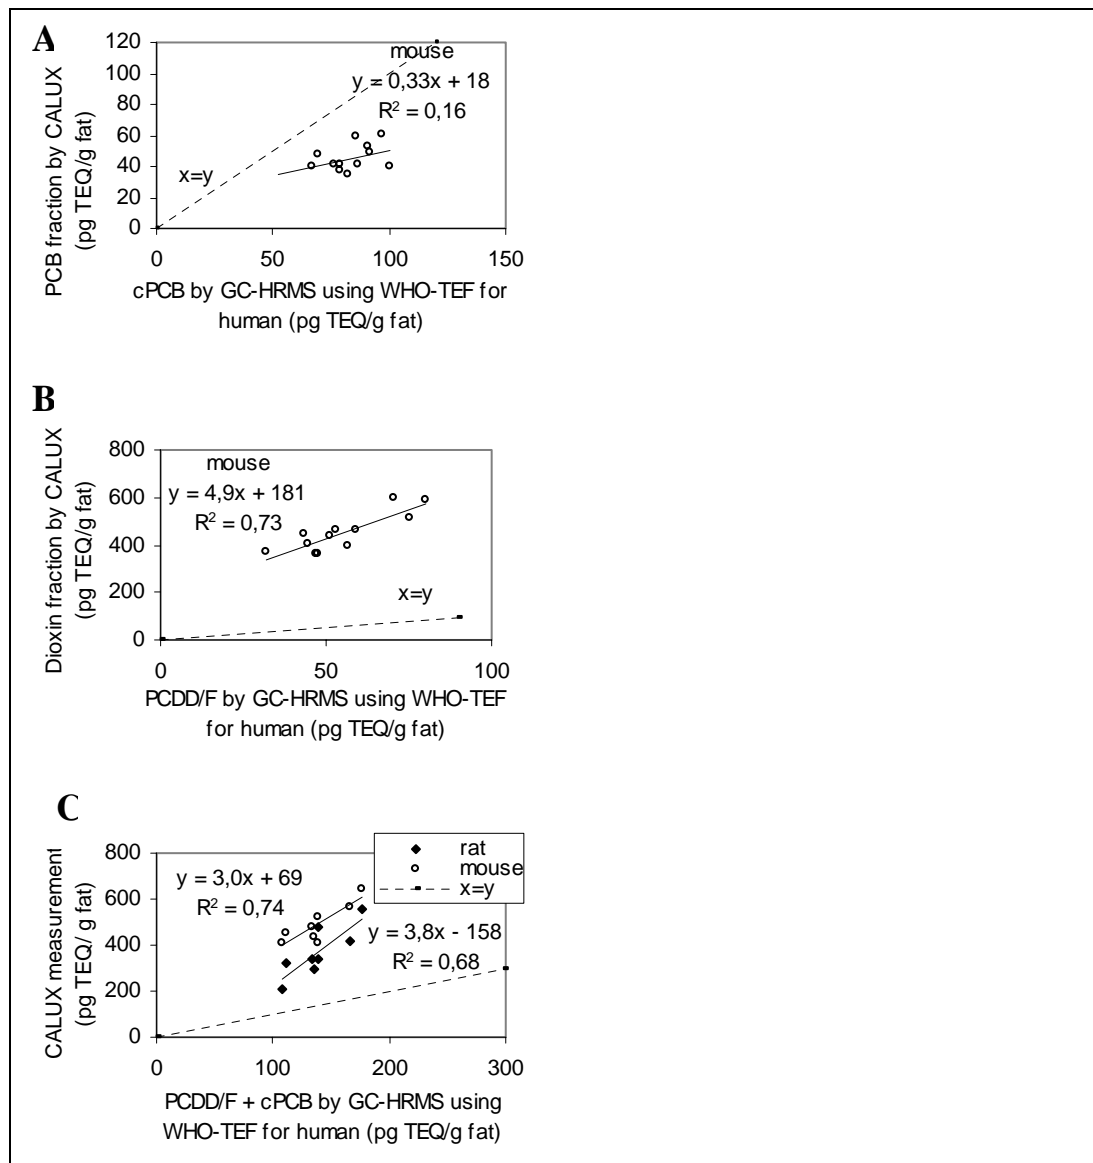 A
PCB fraction by CALUX
(pg TEQ/g fat)
120
100
80
60
40
20
0
mouse
y = 0,33x + 18
R² = 0,16
x=y
0 50 100 150
cPCB by GC-HRMS using WHO-TEF for
human (pg TEQ/g fat)
B
Dioxin fraction by CALUX
(pg TEQ/g fat)
800
600
400
200
0
mouse
y = 4,9x + 181
R² = 0,73
x=y
0 50 100
PCDD/F by GC-HRMS using WHO-TEF
for human (pg TEQ/g fat)
C
CALUX measurement
(pg TEQ/ g fat)
800
600
400
200
0
rat
mouse
x=y
y = 3,0x + 69
R² = 0,74
y = 3,8x - 158
R² = 0,68
0 100 200 300
PCDD/F + cPCB by GC-HRMS using
WHO-TEF for human (pg TEQ/g fat)